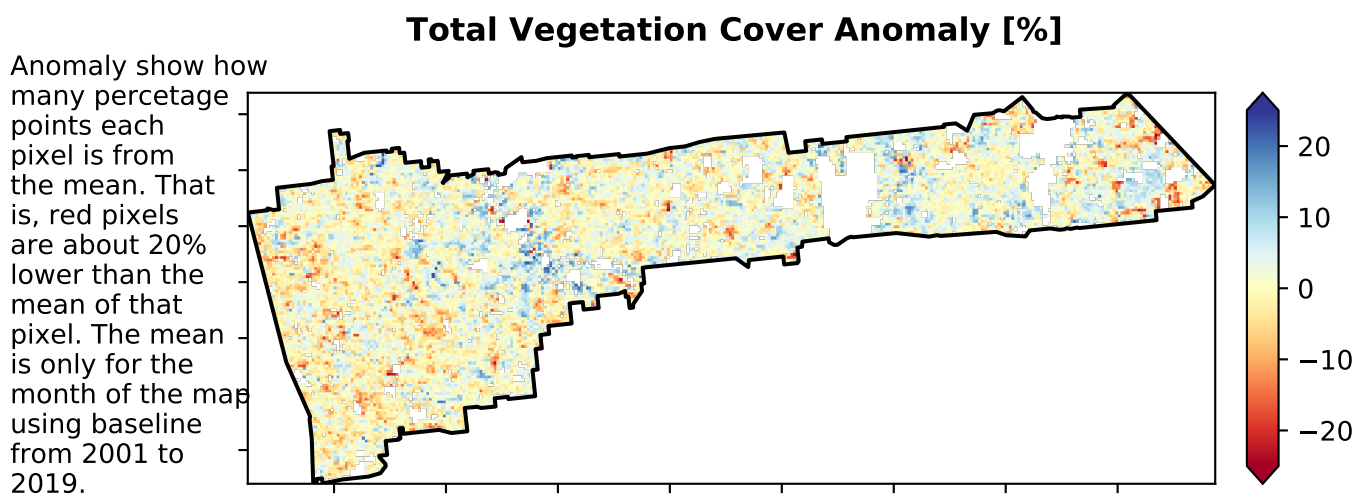 Total Vegetation Cover Anomaly [%]
Anomaly show how
many percetage
points each
pixel is from
the mean. That
is, red pixels
are about 20%
lower than the
mean of that
pixel. The mean
is only for the
month of the map
using baseline
from 2001 to
2019.
20
10
0
−10
−20